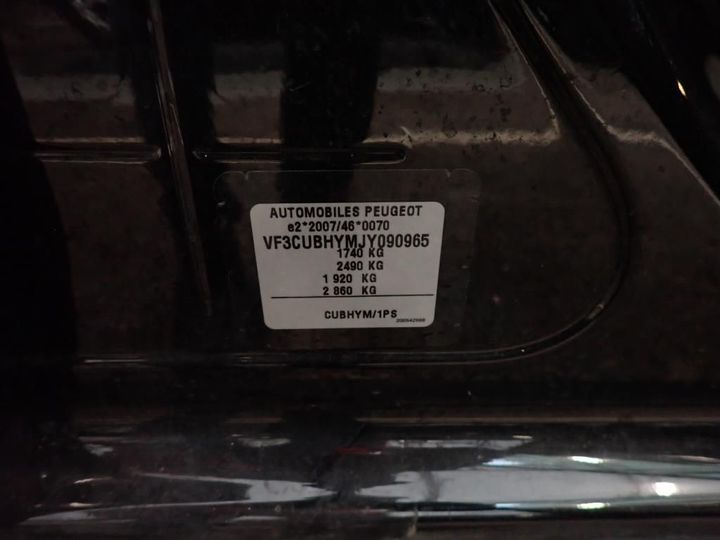 AUTOMOBILES PEUGEOT
e2*2007/46*0070
VF3CUBHYMJY090965
1740 KG
2490 KG
1 920 KG
2 860 KG
CUBHYM/1PS